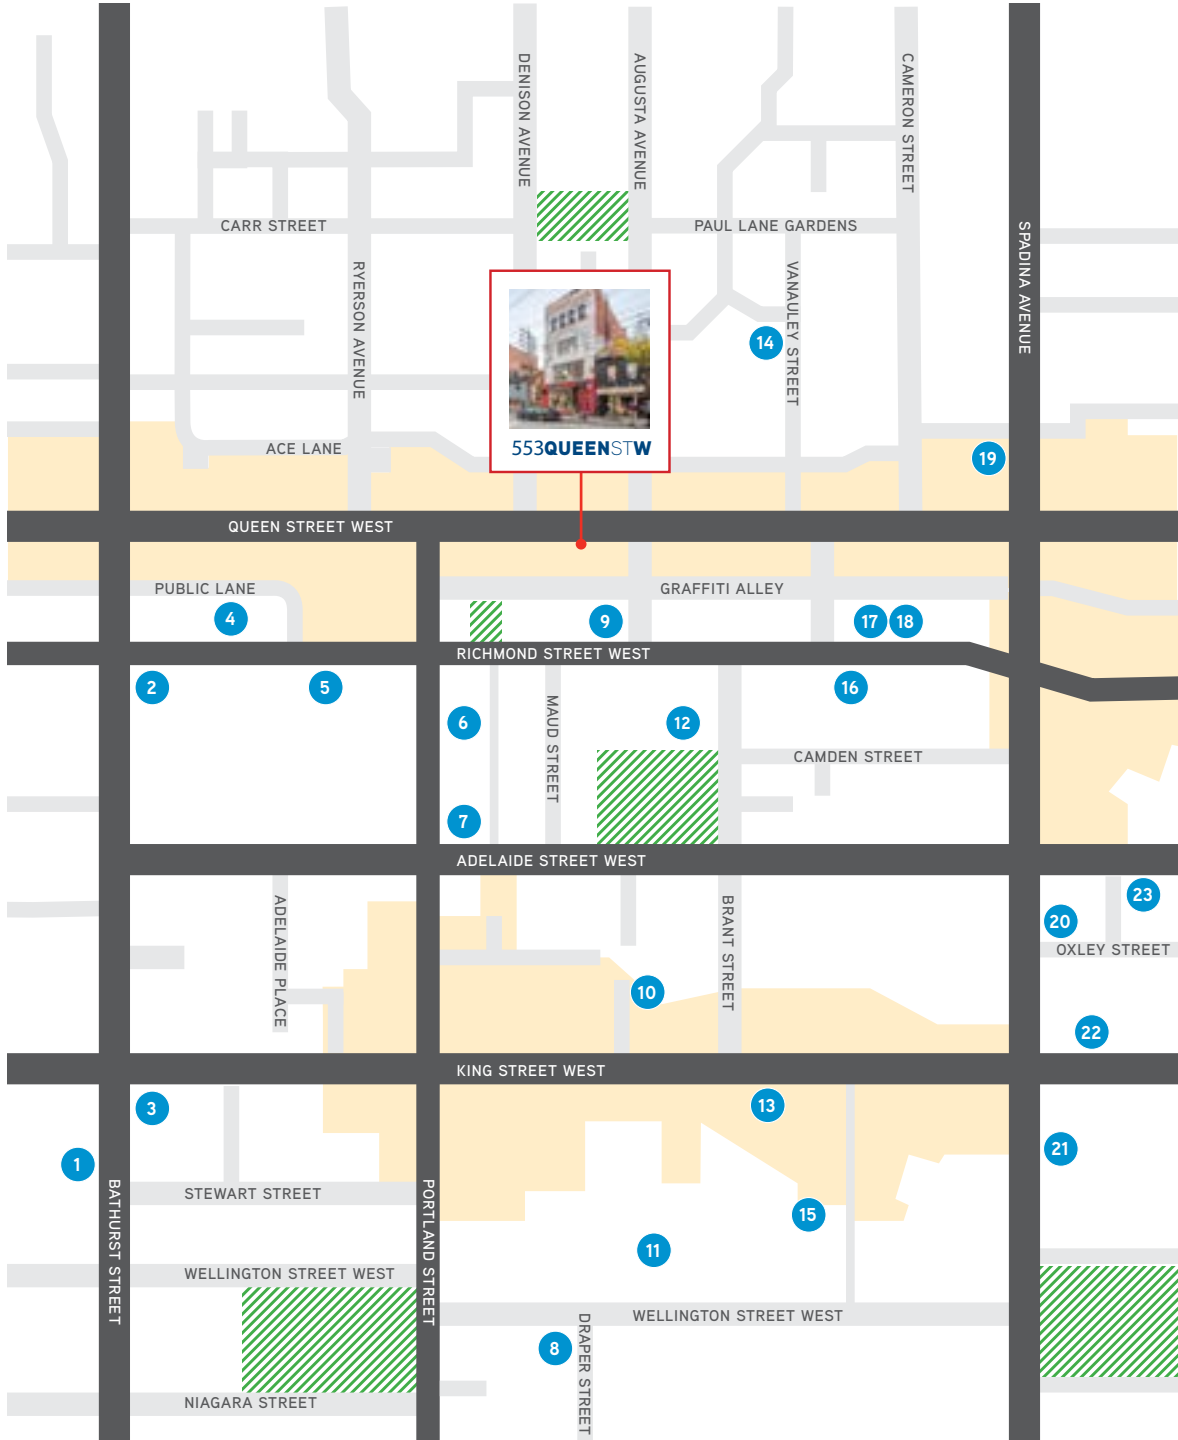 DENISON AVENUE
AUGUSTA AVENUE
CAMERON STREET
CARR STREET
PAUL LANE GARDENS
SPADINA AVENUE
RYERSON AVENUE
VANAULEY STREET
14
553QUEENSTW
ACE LANE
19
QUEEN STREET WEST
PUBLIC LANE
GRAFFITI ALLEY
4
9
17
18
RICHMOND STREET WEST
2
5
16
MAUD STREET
6
12
CAMDEN STREET
7
ADELAIDE STREET WEST
ADELAIDE PLACE
BRANT STREET
23
20
OXLEY STREET
10
22
KING STREET WEST
3
13
1
21
BATHURST STREET
PORTLAND STREET
STEWART STREET
15
11
WELLINGTON STREET WEST
WELLINGTON STREET WEST
DRAPER STREET
8
NIAGARA STREET